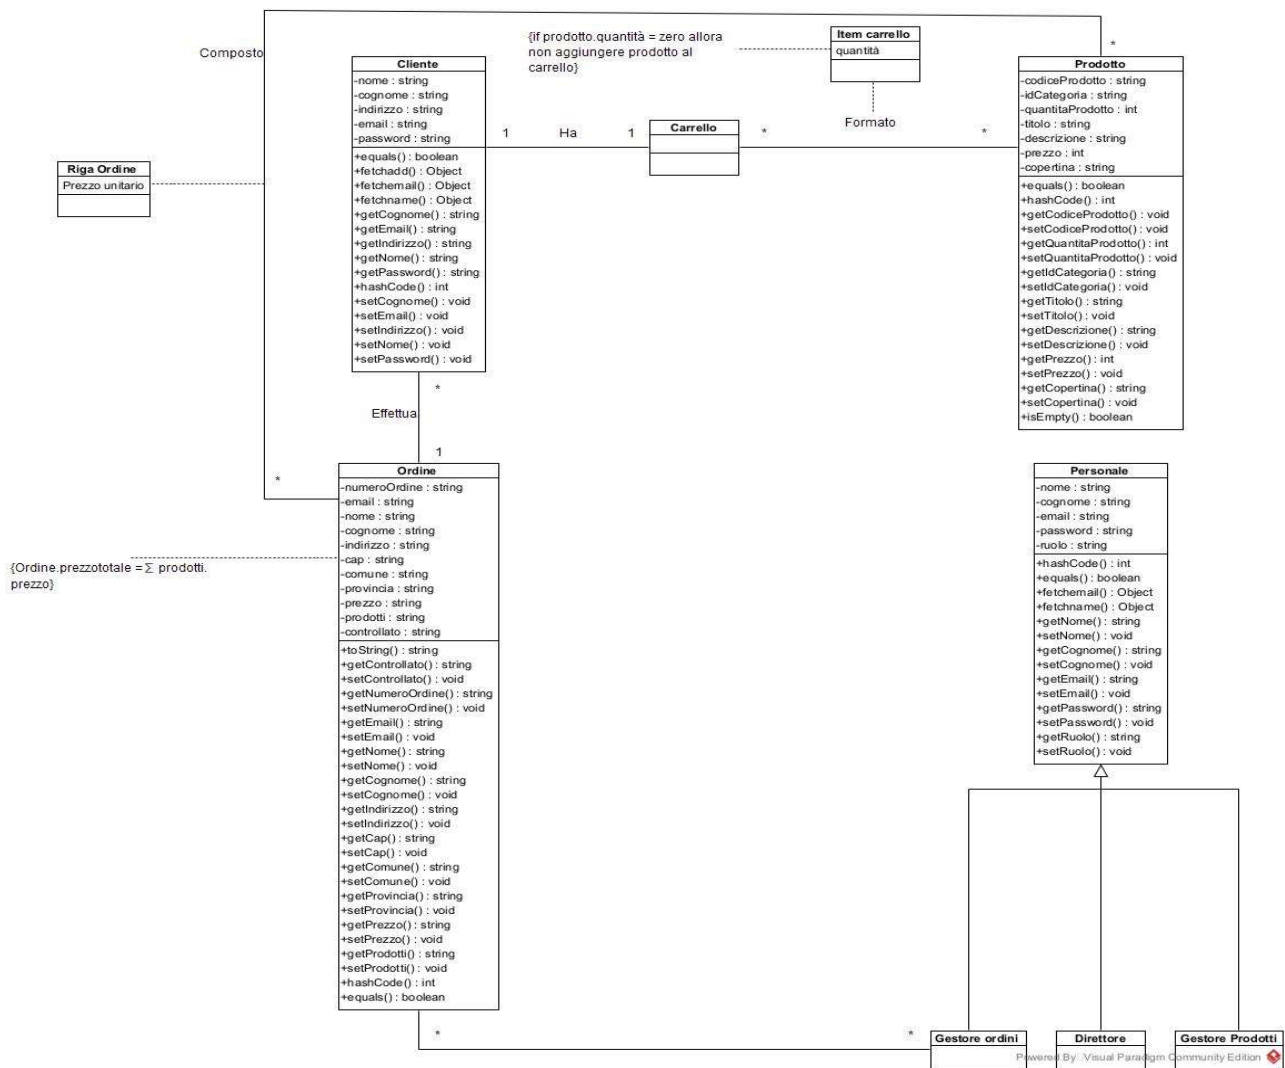 Composto
{if prodotto.quantità = zero allora
non aggiungere prodotto al
carrello}
Item carrello
quantità
Formato
*
Cliente
-nome : string
-cognome : string
-indirizzo : string
-email : string
-password : string
+equals() : boolean
+fetchadd() : Object
+fetchemail() : Object
+fetchname() : Object
+getCognome() : string
+getEmail() : string
+getIndirizzo() : string
+getNome() : string
+getPassword() : string
+hashCode() : int
+setCognome() : void
+setEmail() : void
+setIndirizzo() : void
+setNome() : void
+setPassword() : void
1
Ha
1
Carrello
*
*
Prodotto
-codiceProdotto : string
-idCategoria : string
-quantitaProdotto : int
-titolo : string
-descrizione : string
-prezzo : int
-copertina : string
+equals() : boolean
+hashCode() : int
+getCodiceProdotto() : void
+setCodiceProdotto() : void
+getQuantitaProdotto() : int
+setQuantitaProdotto() : void
+getIdCategoria() : string
+setIdCategoria() : void
+getTitolo() : string
+setTitolo() : void
+getDescrizione() : string
+setDescrizione() : void
+getPrezzo() : int
+setPrezzo() : void
+getCopertina() : string
+setCopertina() : void
+isEmpty() : boolean
Riga Ordine
Prezzo unitario
*
Effettua
1
*
{Ordine.prezzototale = Σ prodotti.
prezzo}
Ordine
-numeroOrdine : string
-email : string
-nome : string
-cognome : string
-indirizzo : string
-cap : string
-comune : string
-provincia : string
-prezzo : string
-prodotti : string
-controllato : string
+toString() : string
+getControllato() : string
+setControllato() : void
+getNumeroOrdine() : string
+setNumeroOrdine() : void
+getEmail() : string
+setEmail() : void
+getNome() : string
+setNome() : void
+getCognome() : string
+setCognome() : void
+getIndirizzo() : string
+setIndirizzo() : void
+getCap() : string
+setCap() : void
+getComune() : string
+setComune() : void
+getProvincia() : string
+setProvincia() : void
+getPrezzo() : string
+setPrezzo() : void
+getProdotti() : string
+setProdotti() : void
+hashCode() : int
+equals() : boolean
Personale
-nome : string
-cognome : string
-email : string
-password : string
-ruolo : string
+hashCode() : int
+equals() : boolean
+fetchemail() : Object
+fetchname() : Object
+getNome() : string
+setNome() : void
+getCognome() : string
+setCognome() : void
+getEmail() : string
+setEmail() : void
+getPassword() : string
+setPassword() : void
+getRuolo() : string
+setRuolo() : void
*
*
Gestore ordini
Direttore
Gestore Prodotti
Powered By Visual Paradigm Community Edition